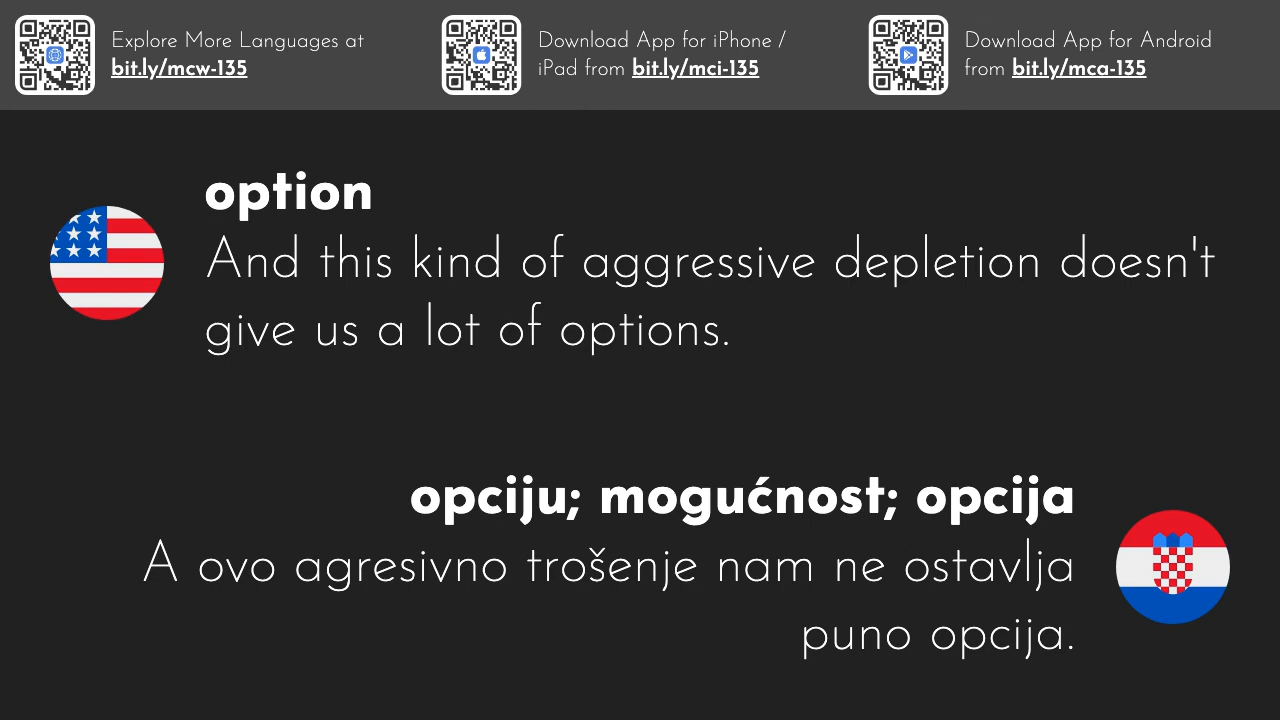 Explore More Languages at
bit.ly/mcw-135
Download App for iPhone /
iPad from bit.ly/mci-135
Download App for Android
from bit.ly/mca-135
option
And this kind of aggressive depletion doesn't
give us a lot of options.
opciju; mogućnost; opcija
A ovo agresivno trošenje nam ne ostavlja
puno opcija.